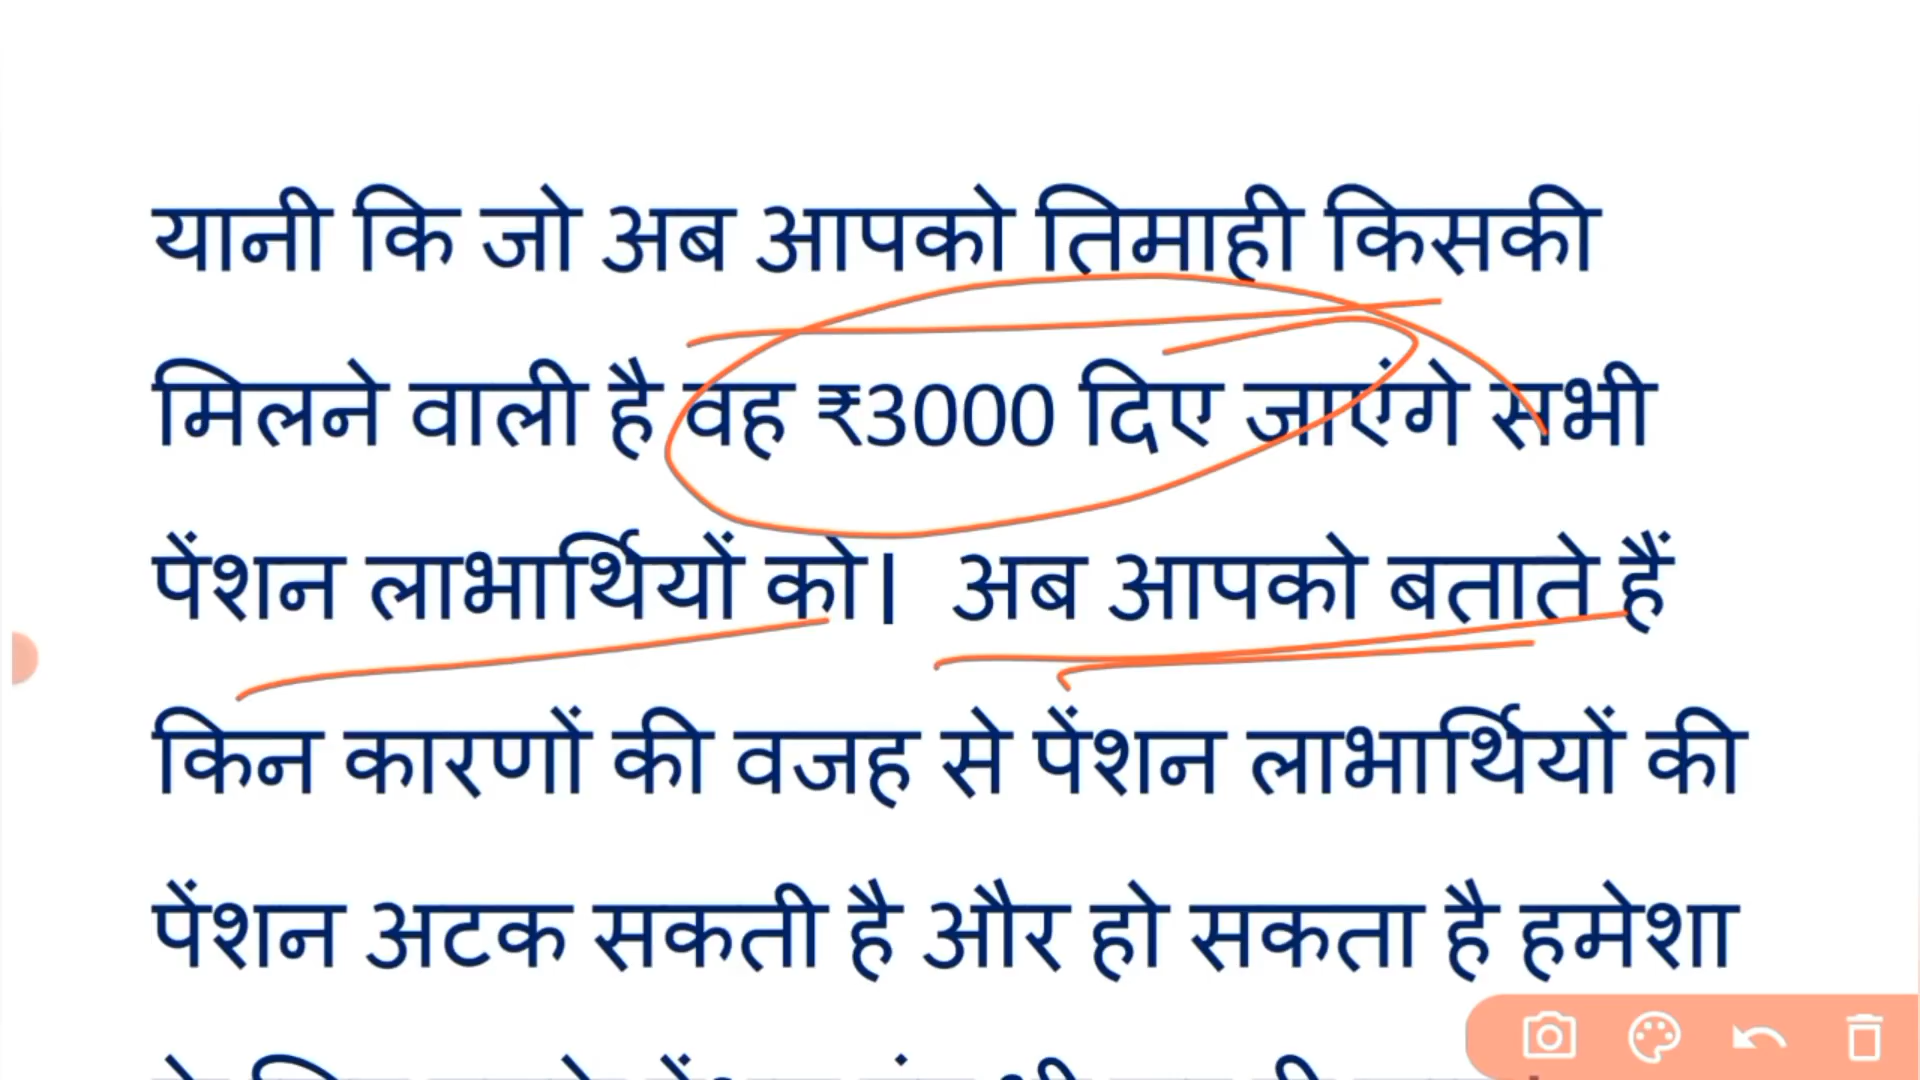 यानी कि जो अब आपको तिमाही किसकी
मिलने वाली है वह ₹3000 दिए जाएंगे सभी
पेंशन लाभार्थियों को। अब आपको बताते हैं
किन कारणों की वजह से पेंशन लाभार्थियों की
पेंशन अटक सकती है और हो सकता है हमेशा